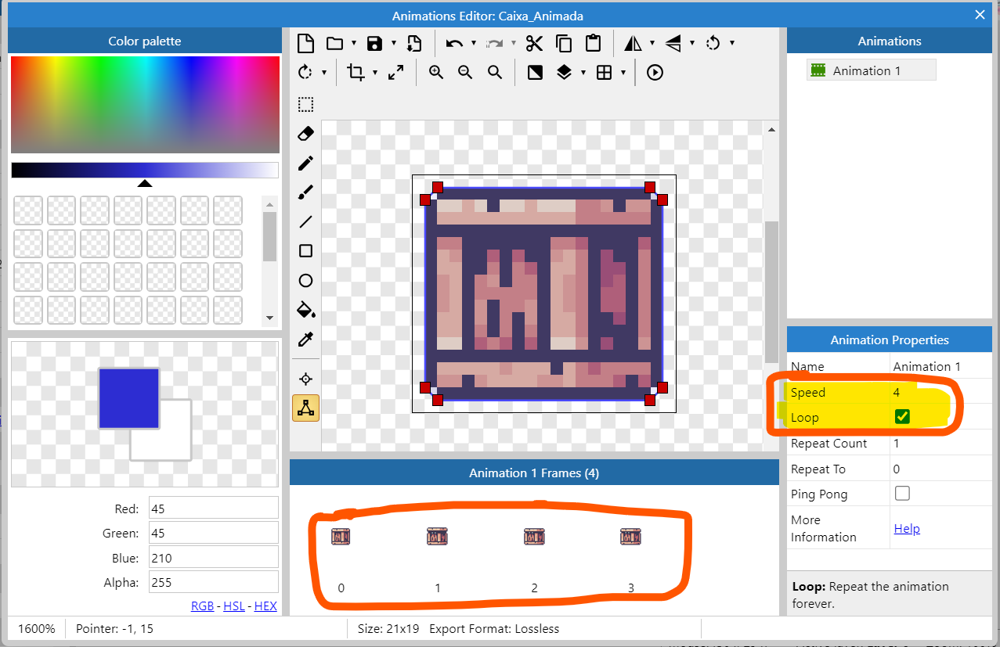 Animations Editor: Caixa_Animada
Color palette
Animations
Animation 1
Animation Properties
Name Animation 1
Speed 4
Loop
Repeat Count 1
Repeat To 0
Ping Pong
More
Information Help
Loop: Repeat the animation
forever.
Red: 45
Green: 45
Blue: 210
Alpha: 255
RGB - HSL - HEX
Animation 1 Frames (4)
0 1 2 3
1600% Pointer: -1, 15 Size: 21x19 Export Format: Lossless